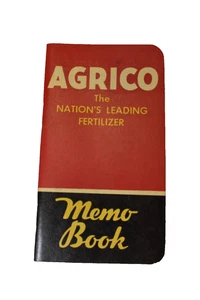 AGRICO
The
NATION'S LEADING
FERTILIZER
Memo
Book